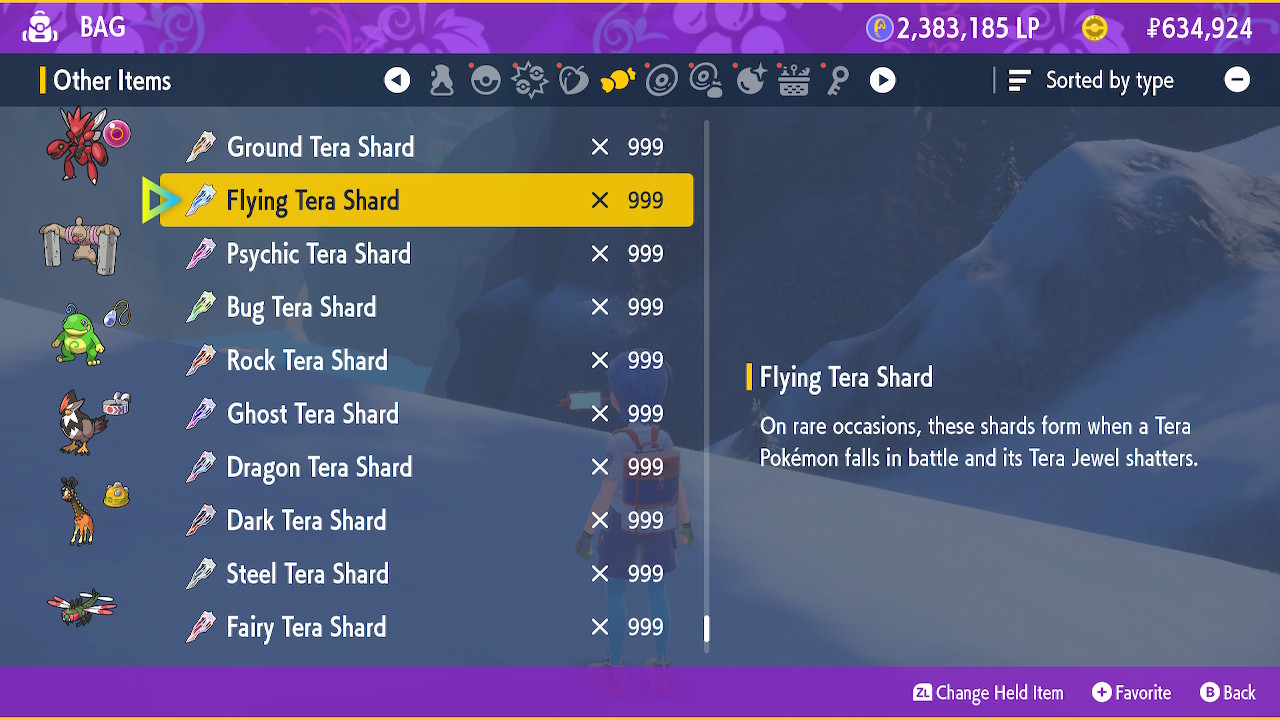 BAG
2,383,185 LP
₽634,924
Other Items
Sorted by type
Ground Tera Shard × 999
Flying Tera Shard × 999
Psychic Tera Shard × 999
Bug Tera Shard × 999
Rock Tera Shard × 999
Ghost Tera Shard × 999
Dragon Tera Shard × 999
Dark Tera Shard × 999
Steel Tera Shard × 999
Fairy Tera Shard × 999
Flying Tera Shard
On rare occasions, these shards form when a Tera
Pokémon falls in battle and its Tera Jewel shatters.
ZL Change Held Item
+ Favorite
B Back